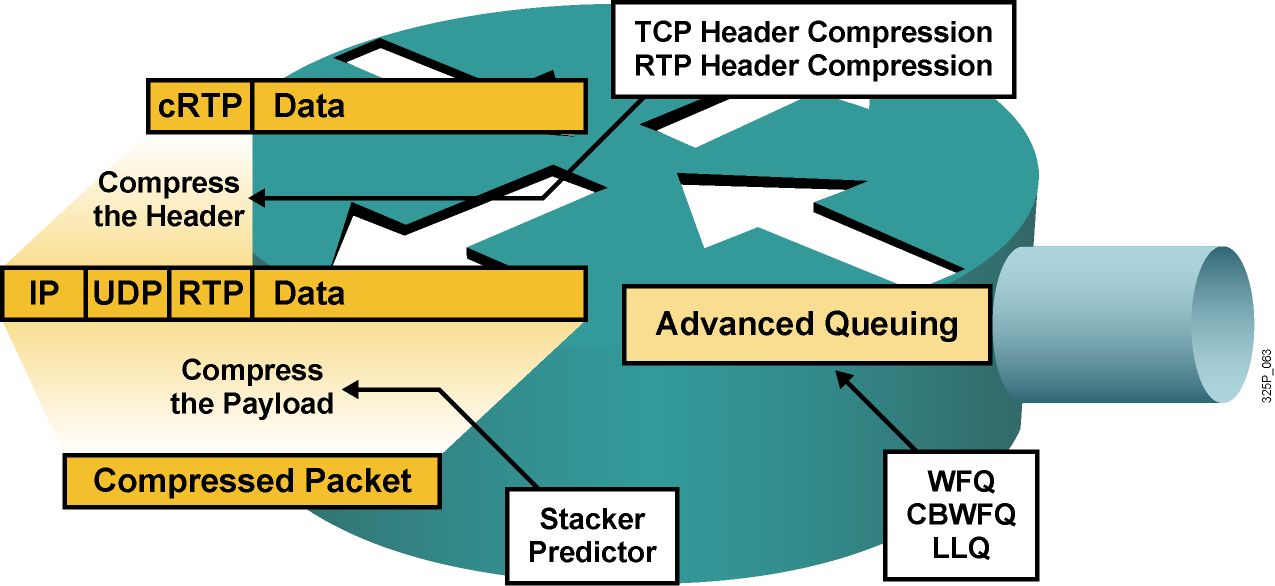 TCP Header Compression
RTP Header Compression
cRTP Data
Compress
the Header
IP UDP RTP Data
Advanced Queuing
Compress
the Payload
325P_063
Compressed Packet
WFQ
CBWFQ
LLQ
Stacker
Predictor